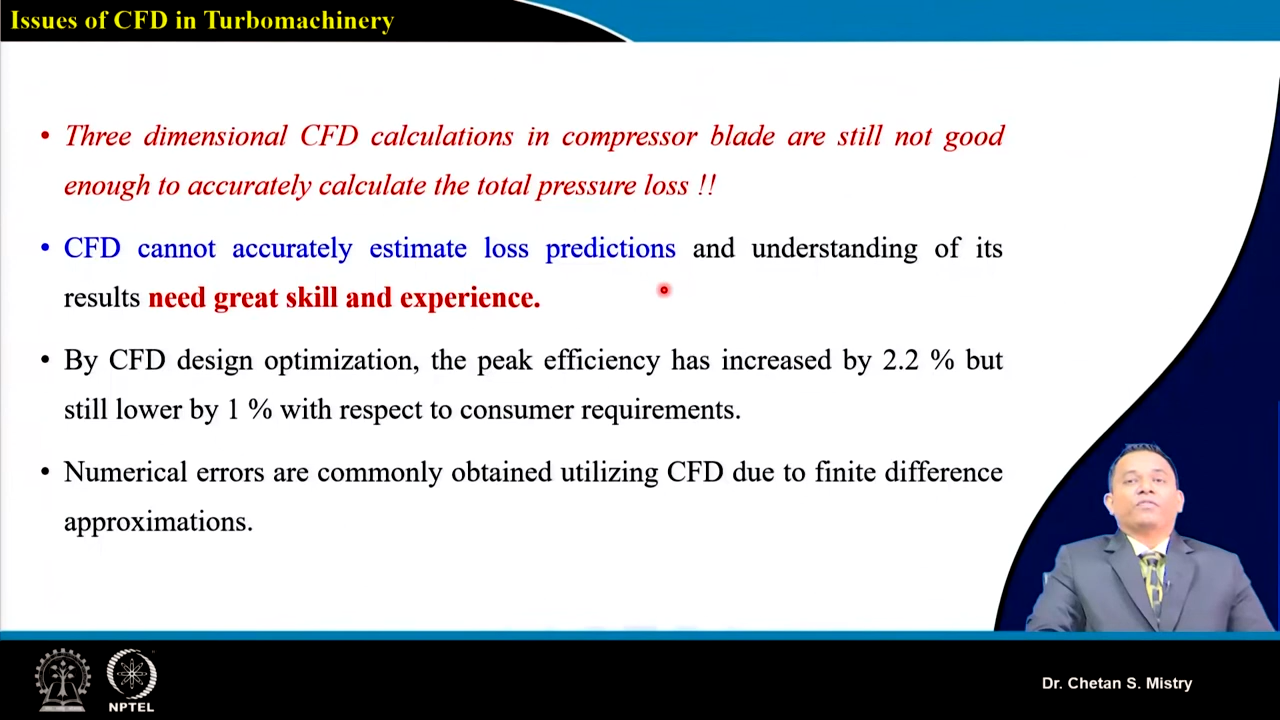 Issues of CFD in Turbomachinery
• Three dimensional CFD calculations in compressor blade are still not good
enough to accurately calculate the total pressure loss !!
• CFD cannot accurately estimate loss predictions and understanding of its
results need great skill and experience.
• By CFD design optimization, the peak efficiency has increased by 2.2 % but
still lower by 1 % with respect to consumer requirements.
• Numerical errors are commonly obtained utilizing CFD due to finite difference
approximations.
NPTEL
Dr. Chetan S. Mistry